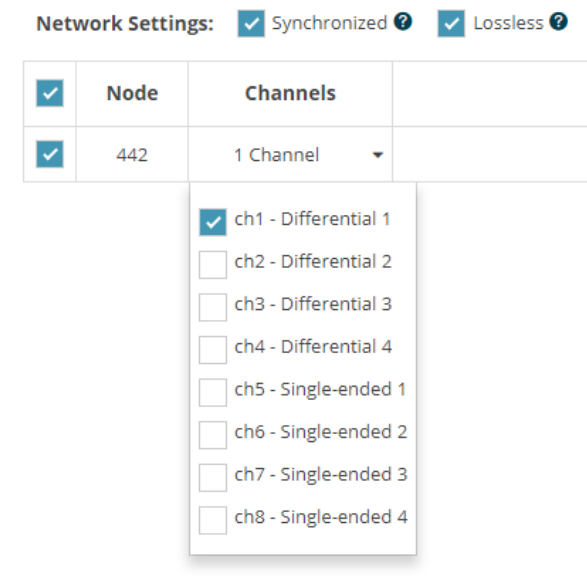 Network Settings: Synchronized ? Lossless ?
Node Channels
442 1 Channel
ch1 - Differential 1
ch2 - Differential 2
ch3 - Differential 3
ch4 - Differential 4
ch5 - Single-ended 1
ch6 - Single-ended 2
ch7 - Single-ended 3
ch8 - Single-ended 4